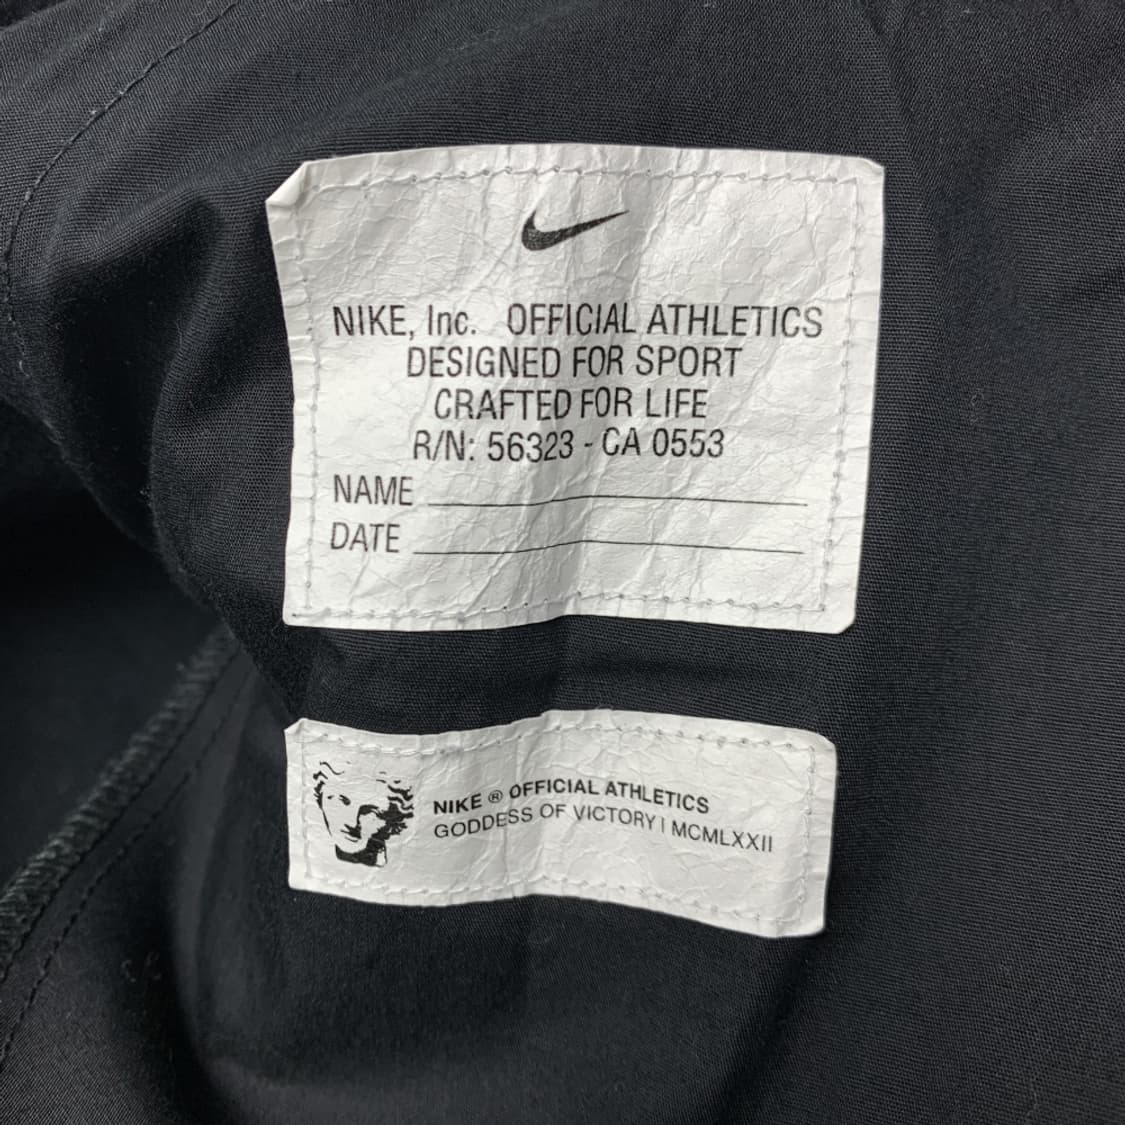 NIKE, Inc. OFFICIAL ATHLETICS
DESIGNED FOR SPORT
CRAFTED FOR LIFE
R/N: 56323 - CA 0553
NAME
DATE
NIKE ® OFFICIAL ATHLETICS
GODDESS OF VICTORY | MCMLXXII